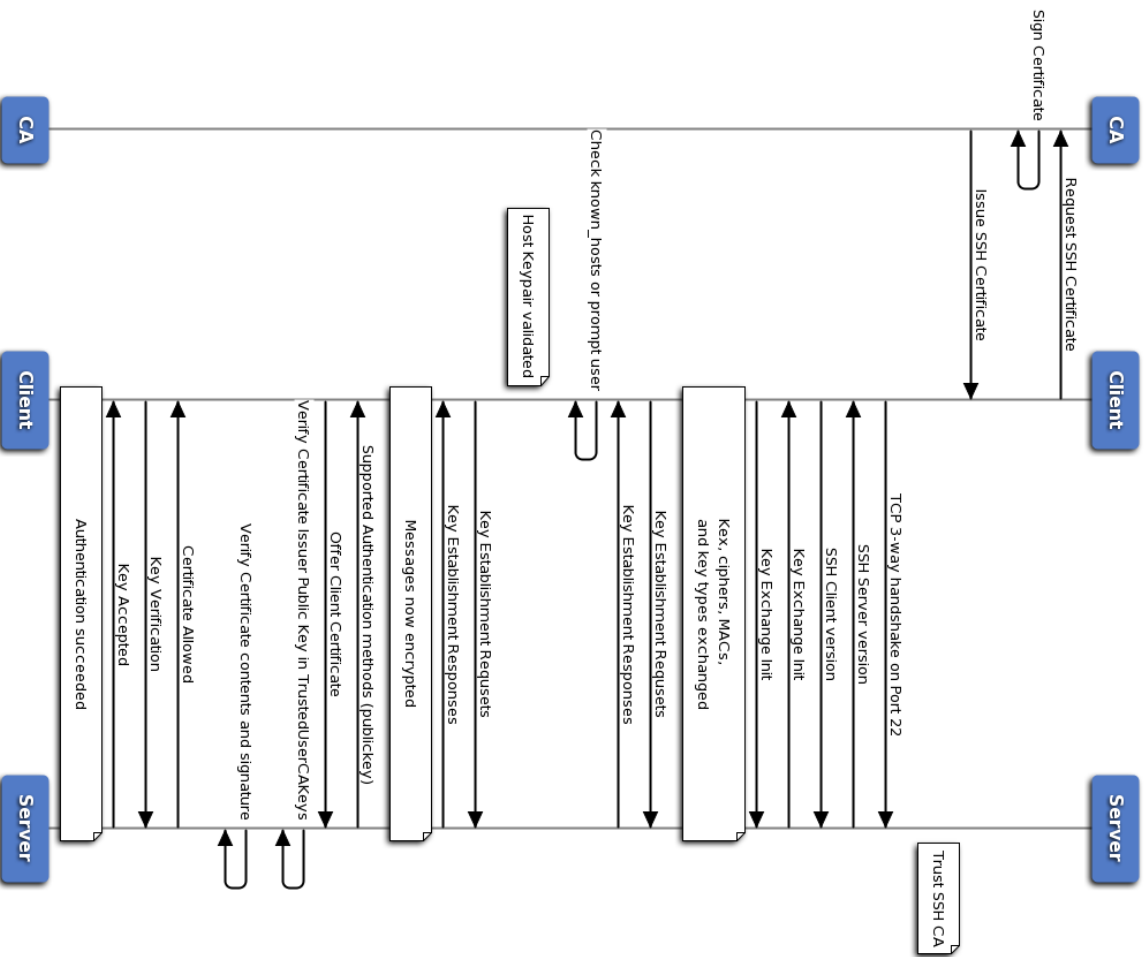 CA
Client
Server
Request SSH Certificate
Sign Certificate
Issue SSH Certificate
Trust SSH CA
TCP 3-way handshake on Port 22
SSH Server version
SSH Client version
Key Exchange Init
Key Exchange Init
Kex, ciphers, MACs,
and key types exchanged
Key Establishment Requsets
Key Establishment Responses
Check known_hosts or prompt user
Host Keypair validated
Key Establishment Requsets
Key Establishment Responses
Messages now encrypted
Supported Authentication methods (publickey)
Offer Client Certificate
Verify Certificate Issuer Public Key in TrustedUserCAKeys
Verify Certificate contents and signature
Certificate Allowed
Key Verification
Key Accepted
Authentication succeeded
CA
Client
Server